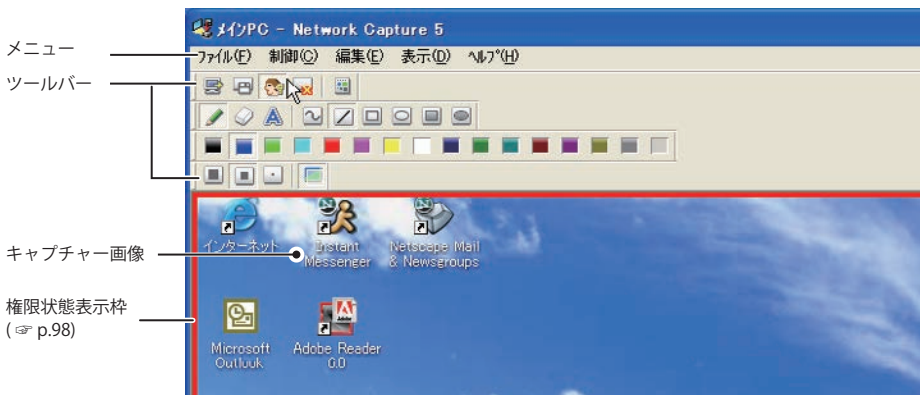 メインPC - Network Capture 5
メニュー
ファイル(F) 制御(C) 編集(E) 表示(D) ヘルプ(H)
ツールバー
キャプチャー画像
インターネット
Instant
Messenger
Netscape Mail
& Newsgroups
権限状態表示枠
(☞ p.98)
Microsoft
Outlook
Adobe Reader
6.0